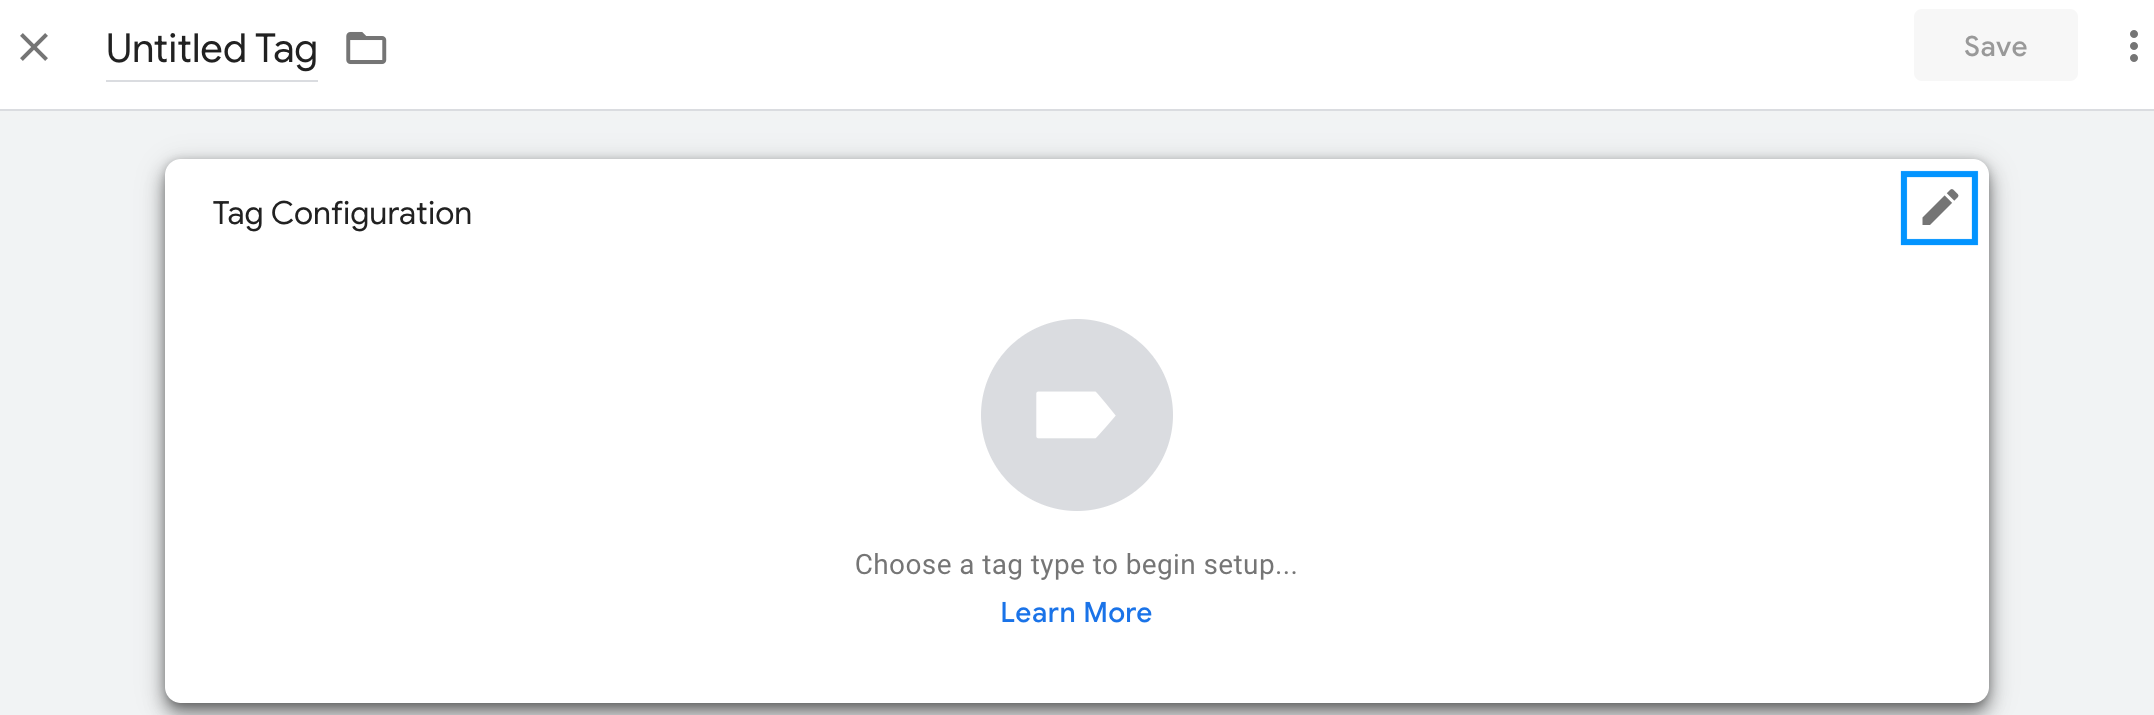 Untitled Tag
Save
Tag Configuration
Choose a tag type to begin setup...
Learn More